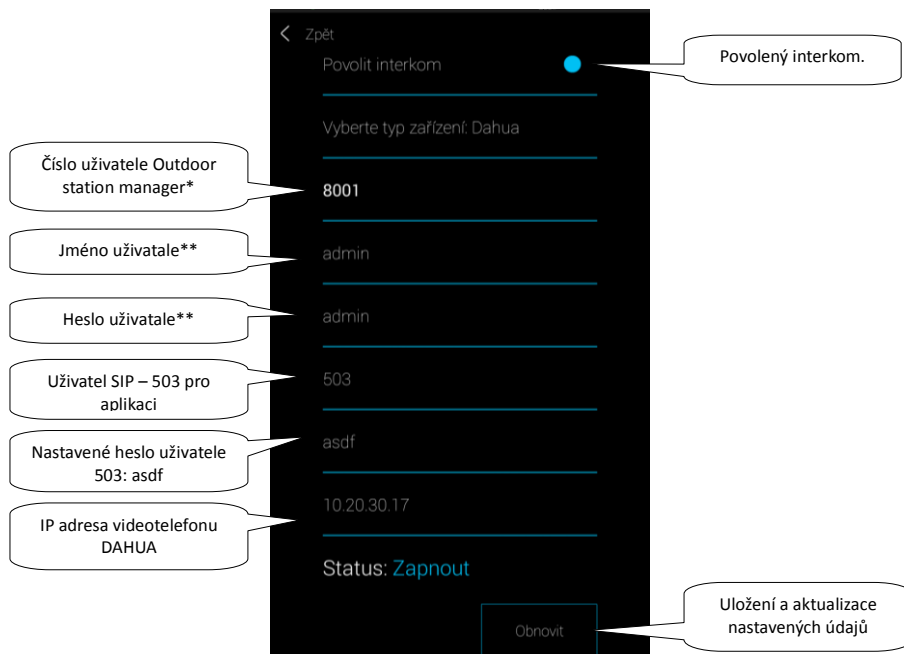 Zpět
Povolit interkom
Povolený interkom.
Vyberte typ zařízení: Dahua
Číslo uživatele Outdoor
station manager*
8001
Jméno uživatale**
admin
Heslo uživatale**
admin
Uživatel SIP – 503 pro
aplikaci
503
Nastavené heslo uživatele
503: asdf
asdf
IP adresa videotelefonu
DAHUA
10.20.30.17
Status: Zapnout
Uložení a aktualizace
nastavených údajů
Obnovit